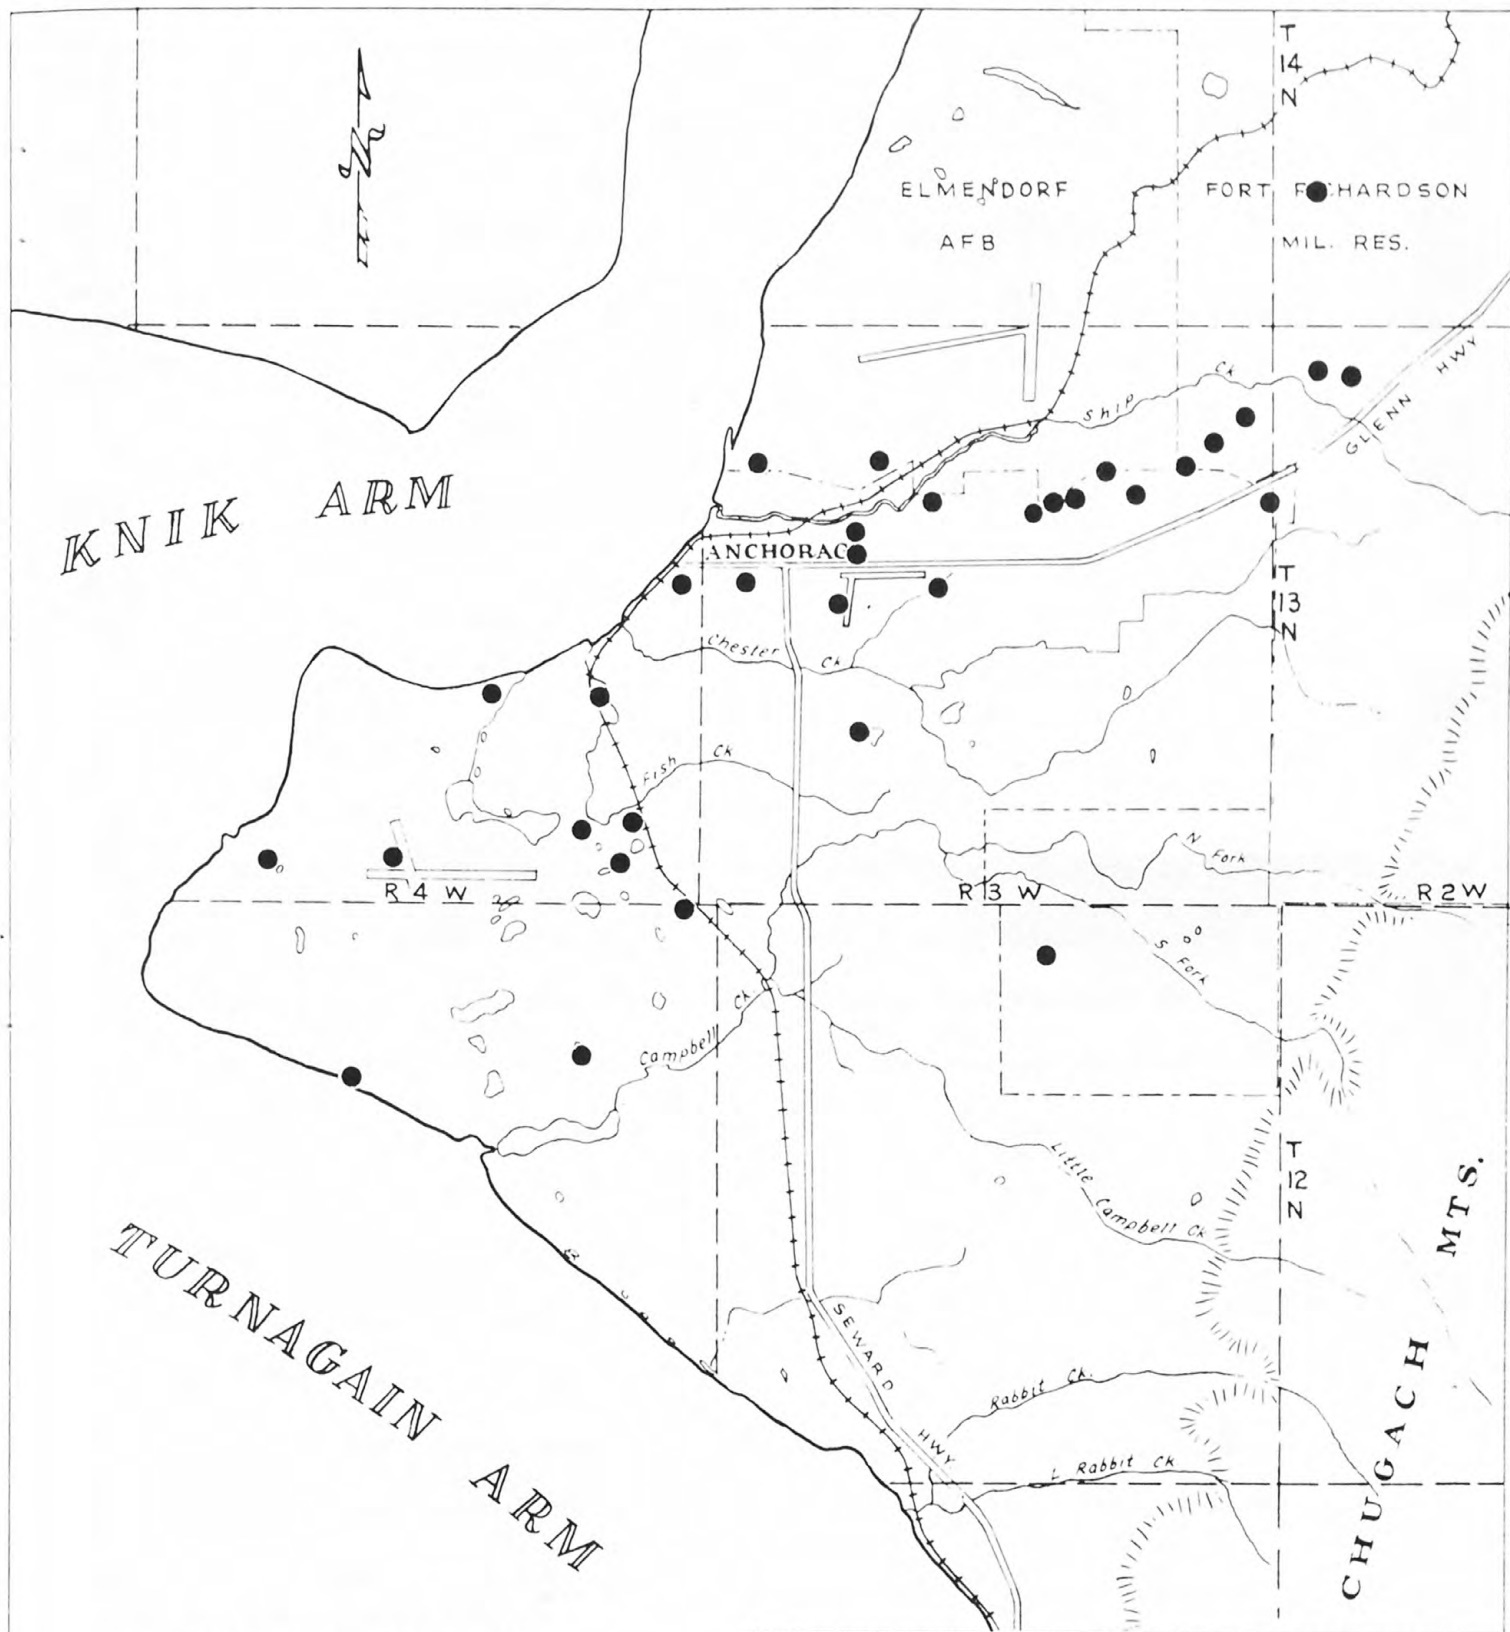 T
14
N
ELMENDORF
AFB
FORT RICHARDSON
MIL. RES.
GLENN HWY
Ship Ck
KNIK ARM
ANCHORAG
T
13
N
Chester Ck
Fish Ck
N Fork
R 4 W
R 3 W
R 2 W
S Fork
Campbell Ck
T
12
N
Little Campbell Ck
TURNAGAIN ARM
SEWARD HWY
Rabbit Ck.
L Rabbit Ck
CHUGACH MTS.